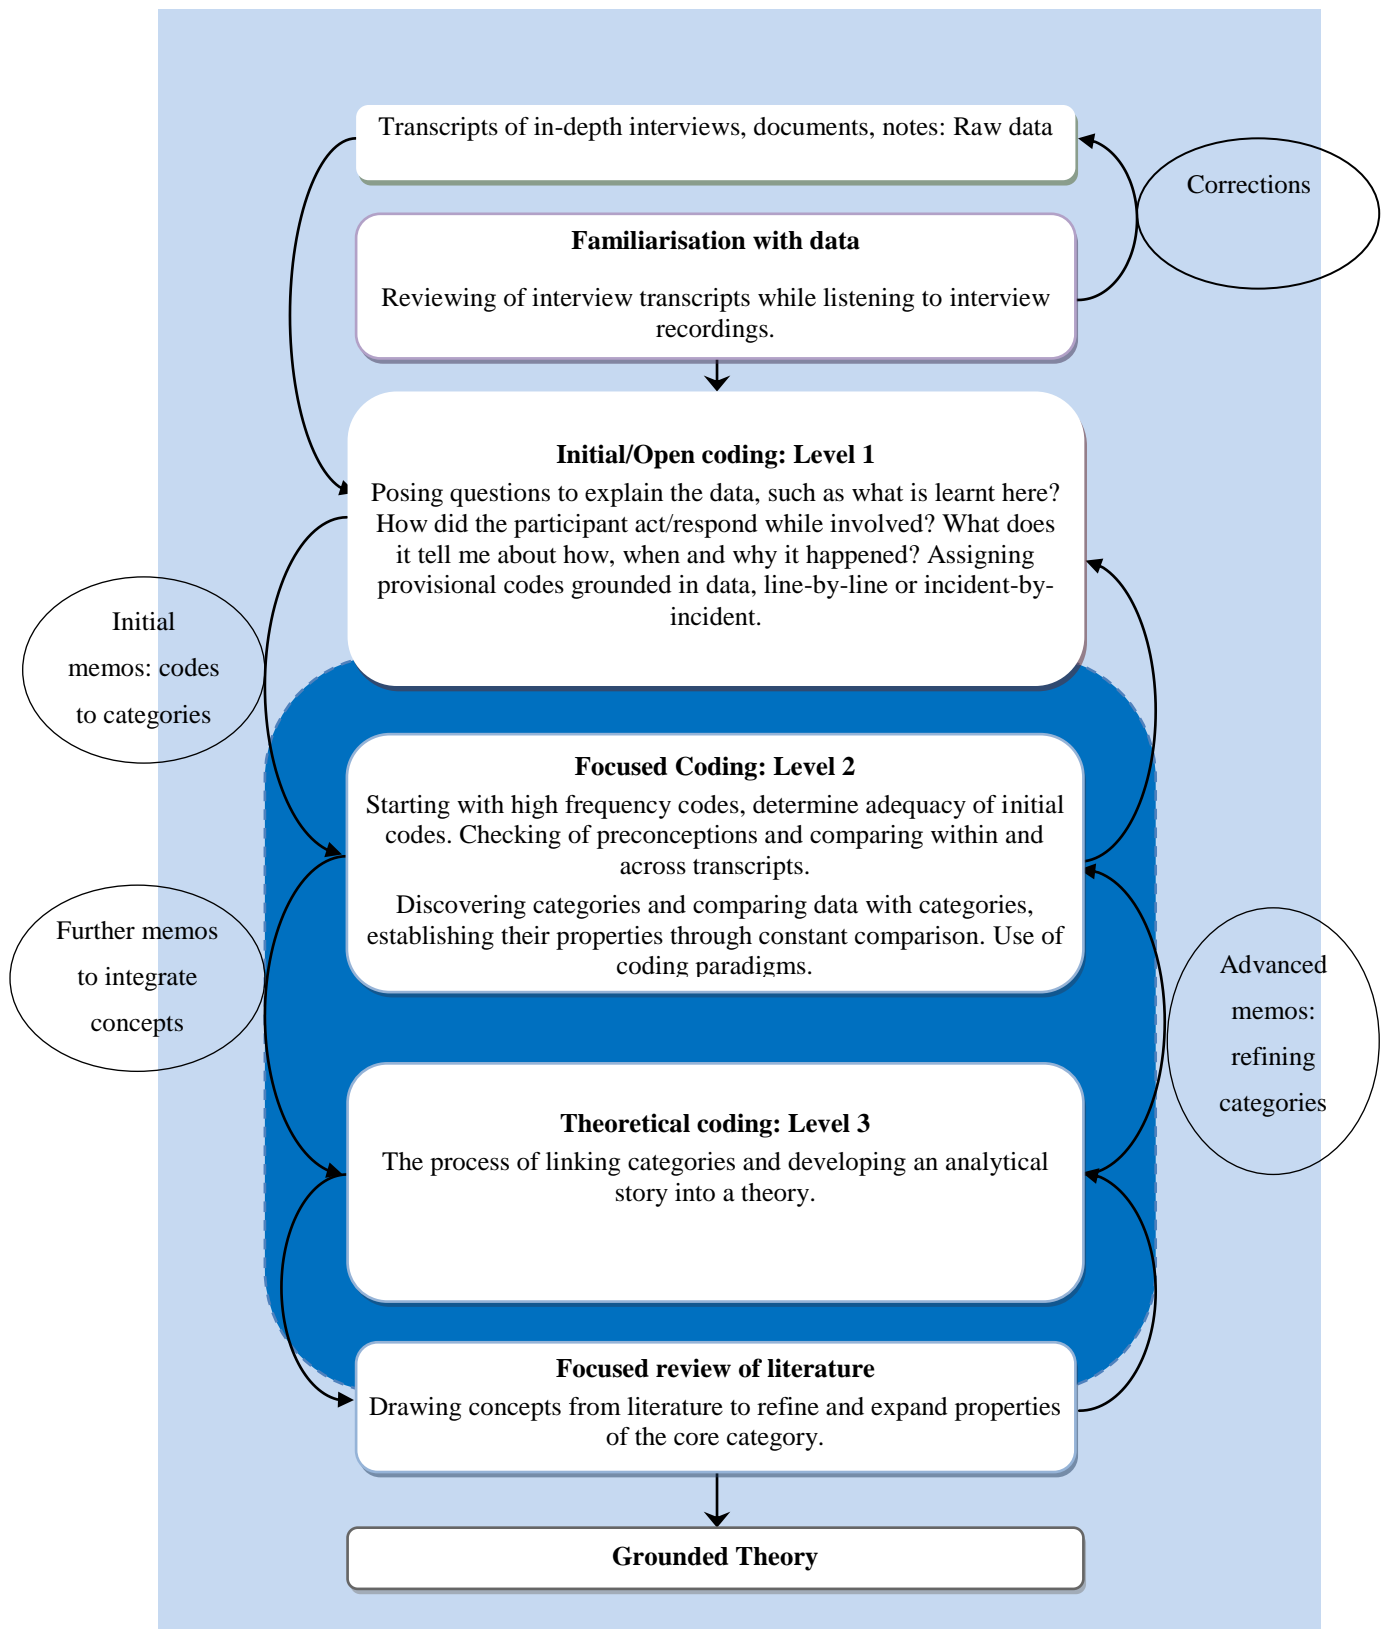 Transcripts of in-depth interviews, documents, notes: Raw data
Corrections
Familiarisation with data
Reviewing of interview transcripts while listening to interview
recordings.
Initial/Open coding: Level 1
Posing questions to explain the data, such as what is learnt here?
How did the participant act/respond while involved? What does
it tell me about how, when and why it happened? Assigning
provisional codes grounded in data, line-by-line or incident-by-
incident.
Initial
memos: codes
to categories
Focused Coding: Level 2
Starting with high frequency codes, determine adequacy of initial
codes. Checking of preconceptions and comparing within and
across transcripts.
Discovering categories and comparing data with categories,
establishing their properties through constant comparison. Use of
coding paradigms.
Further memos
to integrate
concepts
Advanced
memos:
refining
categories
Theoretical coding: Level 3
The process of linking categories and developing an analytical
story into a theory.
Focused review of literature
Drawing concepts from literature to refine and expand properties
of the core category.
Grounded Theory